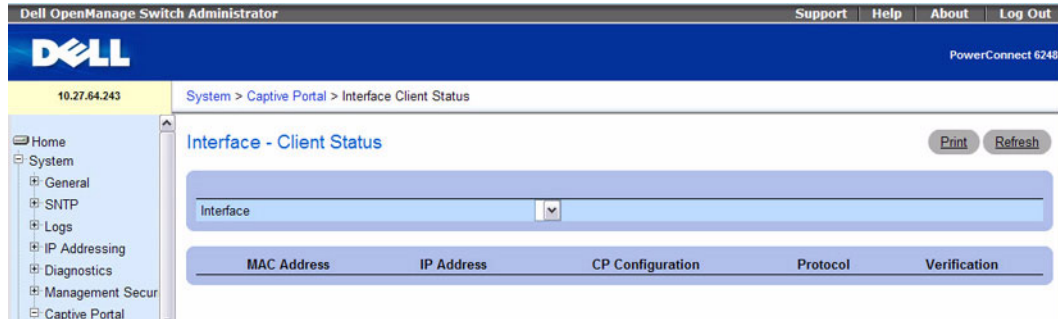 Dell OpenManage Switch Administrator Support Help About Log Out
DELL PowerConnect 6248
10.27.64.243 System > Captive Portal > Interface Client Status
Interface - Client Status Print Refresh
Home
System
General
SNTP
Logs
IP Addressing
Diagnostics
Management Secur
Captive Portal
Interface
MAC Address IP Address CP Configuration Protocol Verification